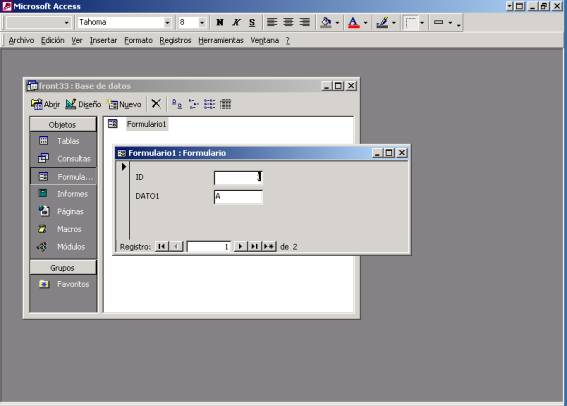 Microsoft Access
Tahoma 8 N K S
Archivo Edición Ver Insertar Formato Registros Herramientas Ventana ?
front33 : Base de datos
Abrir Diseño Nuevo
Objetos
Tablas
Consultas
Formula...
Informes
Páginas
Macros
Módulos
Grupos
Favoritos
Formulario1
Formulario1 : Formulario
ID
DATO1 A
Registro: 1 de 2